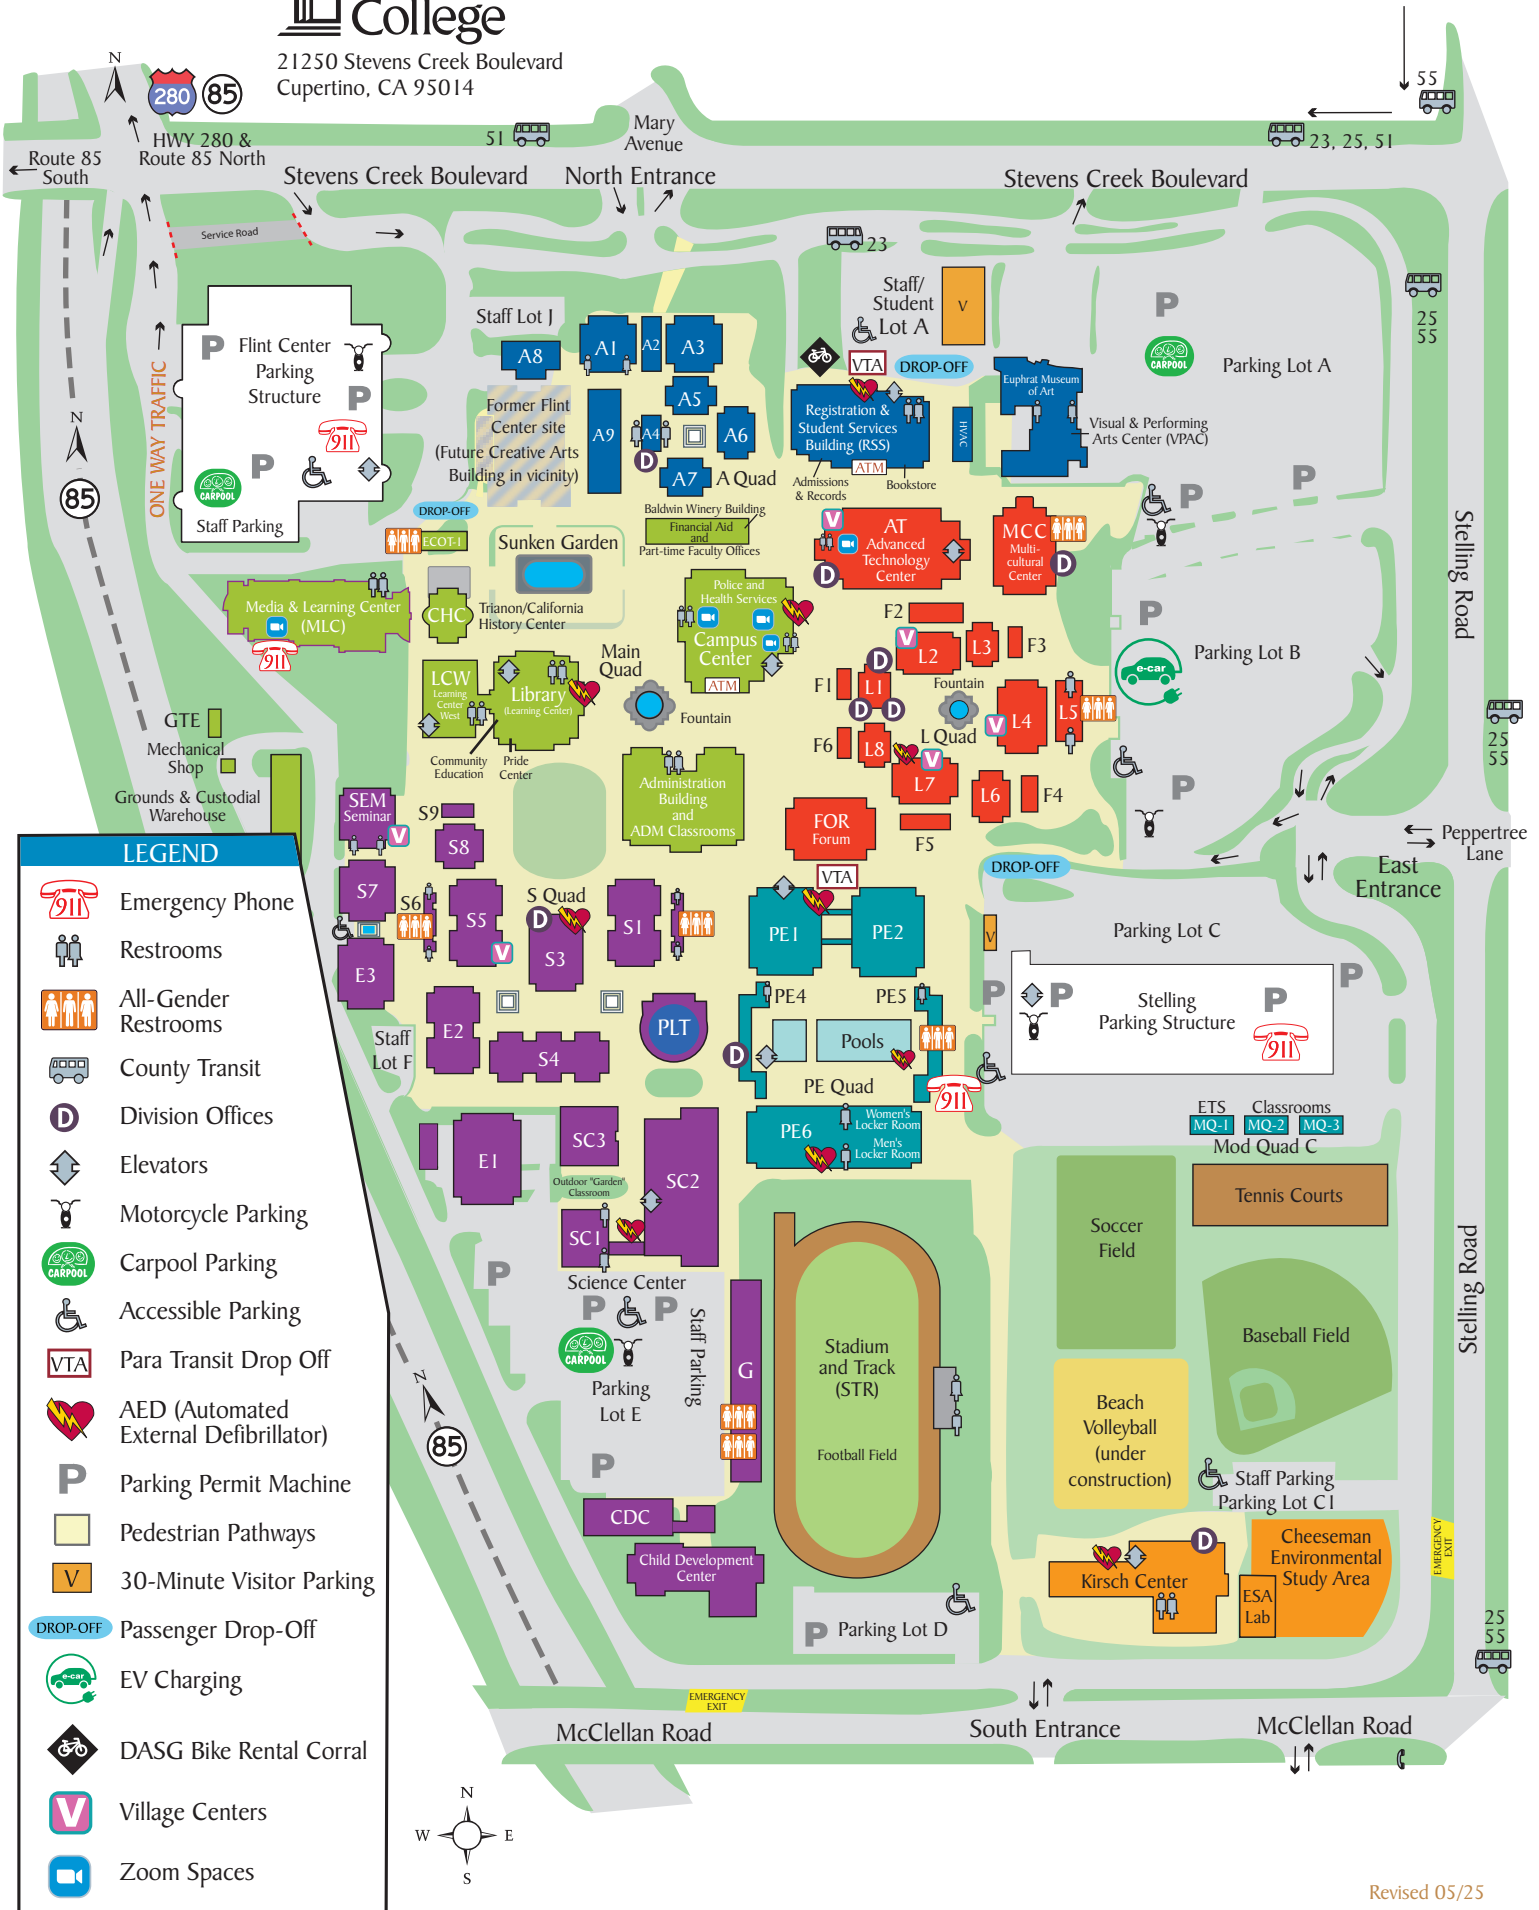 College
21250 Stevens Creek Boulevard
Cupertino, CA 95014
N
280
85
HWY 280 &
Route 85 North
Route 85
South
51
Mary
Avenue
55
23, 25, 51
Stevens Creek Boulevard
North Entrance
Stevens Creek Boulevard
Service Road
23
25
55
ONE WAY TRAFFIC
N
85
P
Flint Center
Parking
Structure
P
911
P
CARPOOL
Staff Parking
Staff Lot J
A8
A1
A2
A3
A5
A9
A4
A6
D
A7
A Quad
Former Flint
Center site
(Future Creative Arts
Building in vicinity)
Staff/
Student
Lot A
V
VTA
DROP-OFF
Registration &
Student Services
Building (RSS)
ATM
Admissions
& Records
Bookstore
HVAC
Euphrat Museum
of Art
Visual & Performing
Arts Center (VPAC)
P
CARPOOL
Parking Lot A
P
P
DROP-OFF
ECOT-1
Sunken Garden
Baldwin Winery Building
Financial Aid
and
Part-time Faculty Offices
V
AT
Advanced
Technology
Center
D
MCC
Multi-
cultural
Center
D
Stelling Road
Media & Learning Center
(MLC)
911
CHC
Trianon/California
History Center
Police and
Health Services
Campus
Center
ATM
F2
V
L2
L3
F3
D
F1
L1
D
D
Fountain
L4
V
L5
L Quad
F6
L8
V
L7
L6
F4
F5
P
e-car
Parking Lot B
25
55
P
LCW
Learning
Center
West
Library
(Learning Center)
Main
Quad
Fountain
Community
Education
Pride
Center
GTE
Mechanical
Shop
Grounds & Custodial
Warehouse
Administration
Building
and
ADM Classrooms
FOR
Forum
VTA
DROP-OFF
Peppertree
Lane
East
Entrance
SEM
Seminar
V
S9
S8
S7
S6
S5
V
S Quad
D
S3
S1
E3
E2
S4
PLT
Staff
Lot F
PE1
PE2
PE4
PE5
D
Pools
PE Quad
911
PE6
Women's
Locker Room
Men's
Locker Room
V
Parking Lot C
P
P
P
P
Stelling
Parking Structure
911
ETS
Classrooms
MQ-1
MQ-2
MQ-3
Mod Quad C
Tennis Courts
Soccer
Field
Baseball Field
Stelling Road
E1
SC3
Outdoor "Garden"
Classroom
SC2
SC1
Science Center
P
P
P
CARPOOL
Staff Parking
Parking
Lot E
P
G
Stadium
and Track
(STR)
Football Field
Beach
Volleyball
(under
construction)
Staff Parking
Parking Lot C1
N
85
CDC
Child Development
Center
P
Parking Lot D
D
Kirsch Center
ESA
Lab
Cheeseman
Environmental
Study Area
EMERGENCY
EXIT
25
55
EMERGENCY
EXIT
McClellan Road
South Entrance
McClellan Road
N
W
E
S
LEGEND
911
Emergency Phone
Restrooms
All-Gender
Restrooms
County Transit
D
Division Offices
Elevators
Motorcycle Parking
CARPOOL
Carpool Parking
Accessible Parking
VTA
Para Transit Drop Off
AED (Automated
External Defibrillator)
P
Parking Permit Machine
Pedestrian Pathways
V
30-Minute Visitor Parking
DROP-OFF
Passenger Drop-Off
e-car
EV Charging
DASG Bike Rental Corral
V
Village Centers
Zoom Spaces
Revised 05/25